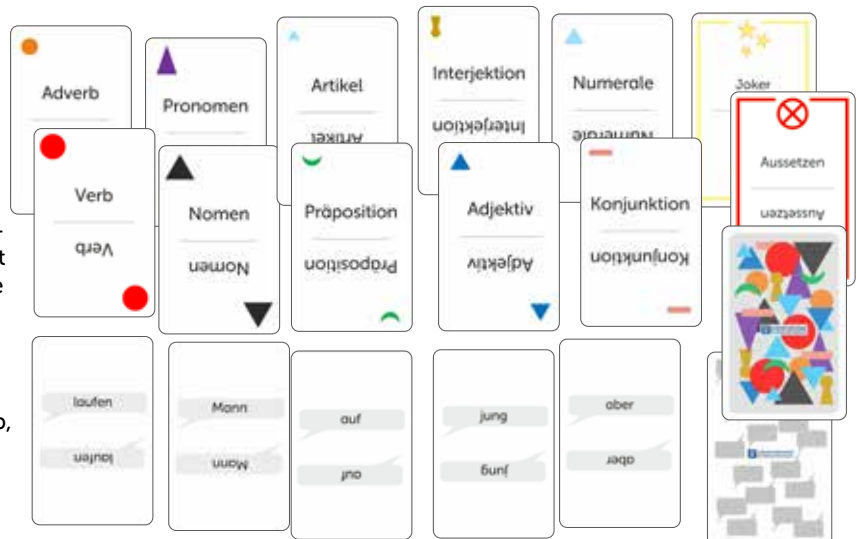 Adverb
Pronomen
Artikel
Artikel
Interjektion
Interjektion
Numerale
Numerale
Joker
Aussetzen
Aussetzen
Verb
Verb
Nomen
Nomen
Präposition
Präposition
Adjektiv
Adjektiv
Konjunktion
Konjunktion
laufen
laufen
Mann
Mann
auf
auf
jung
jung
aber
aber